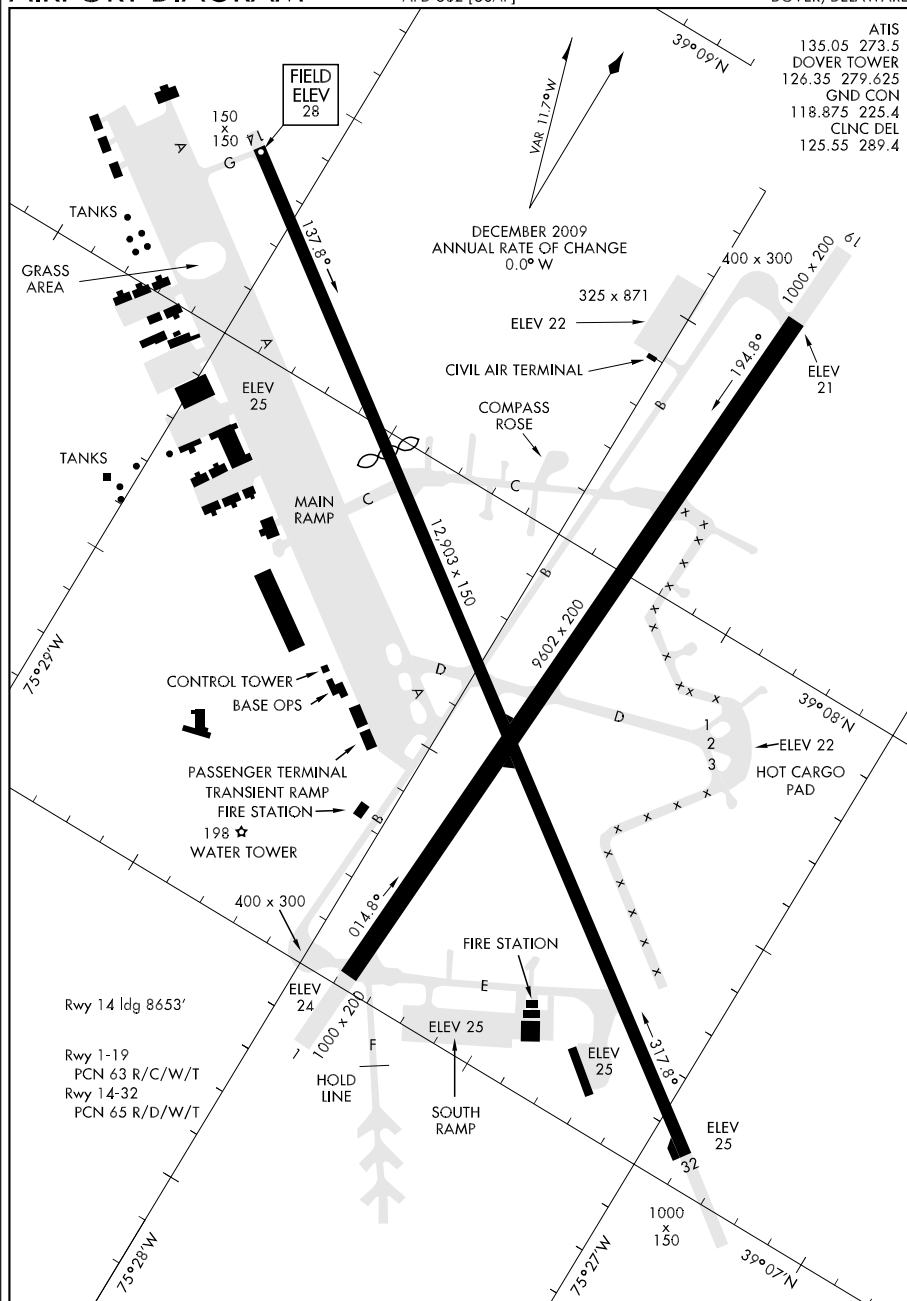 ATIS
135.05 273.5
DOVER TOWER
126.35 279.625
GND CON
118.875 225.4
CLNC DEL
125.55 289.4
39°09'N
VAR 11.7° W
FIELD
ELEV
28
150
x
150
14
A
G
TANKS
137.8°
DECEMBER 2009
ANNUAL RATE OF CHANGE
0.0° W
GRASS
AREA
400 x 300
19
1000 x 200
325 x 871
ELEV 22
194.8°
A
CIVIL AIR TERMINAL
ELEV
21
ELEV
25
B
COMPASS
ROSE
TANKS
C
C
MAIN
RAMP
12,903 x 150
B
9602 x 200
75°29'W
D
CONTROL TOWER
A
BASE OPS
39°08'N
D
1
2
3
ELEV 22
HOT CARGO
PAD
PASSENGER TERMINAL
TRANSIENT RAMP
FIRE STATION
B
198
WATER TOWER
400 x 300
014.8°
FIRE STATION
ELEV
24
E
Rwy 14 ldg 8653'
1000 x 200
1
ELEV 25
F
Rwy 1-19
PCN 63 R/C/W/T
Rwy 14-32
PCN 65 R/D/W/T
HOLD
LINE
ELEV
25
317.8°
SOUTH
RAMP
ELEV
25
32
1000
x
150
75°28'W
75°27'W
39°07'N